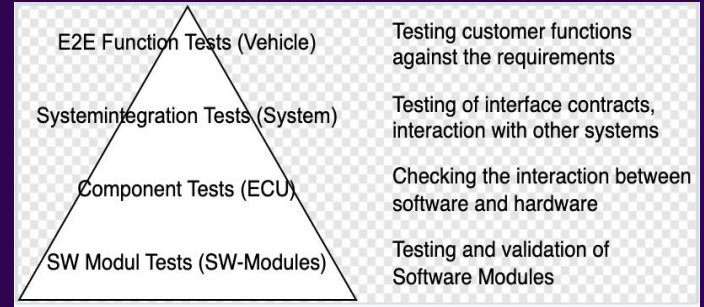 E2E Function Tests (Vehicle)
Testing customer functions
against the requirements
Systemintegration Tests (System)
Testing of interface contracts,
interaction with other systems
Component Tests (ECU)
Checking the interaction between
software and hardware
SW Modul Tests (SW-Modules)
Testing and validation of
Software Modules